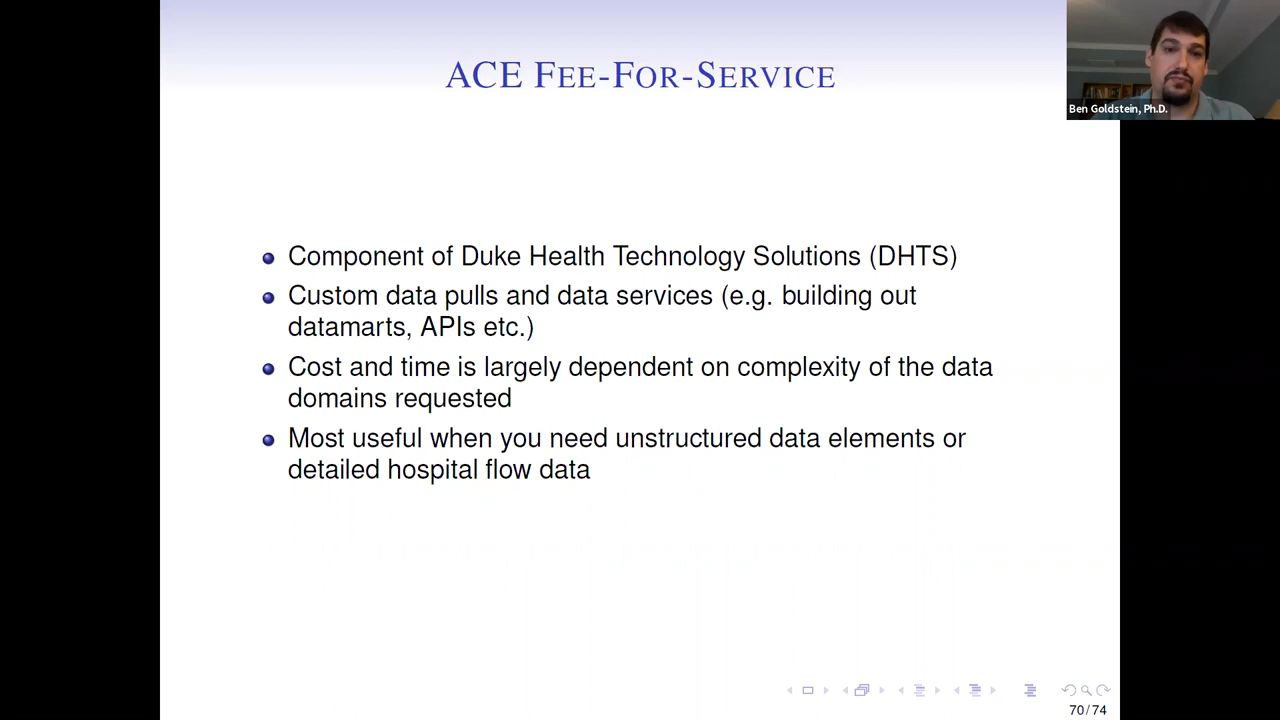 ACE FEE-FOR-SERVICE
Ben Goldstein, Ph.D.
Component of Duke Health Technology Solutions (DHTS)
Custom data pulls and data services (e.g. building out
datamarts, APIs etc.)
Cost and time is largely dependent on complexity of the data
domains requested
Most useful when you need unstructured data elements or
detailed hospital flow data
70/74